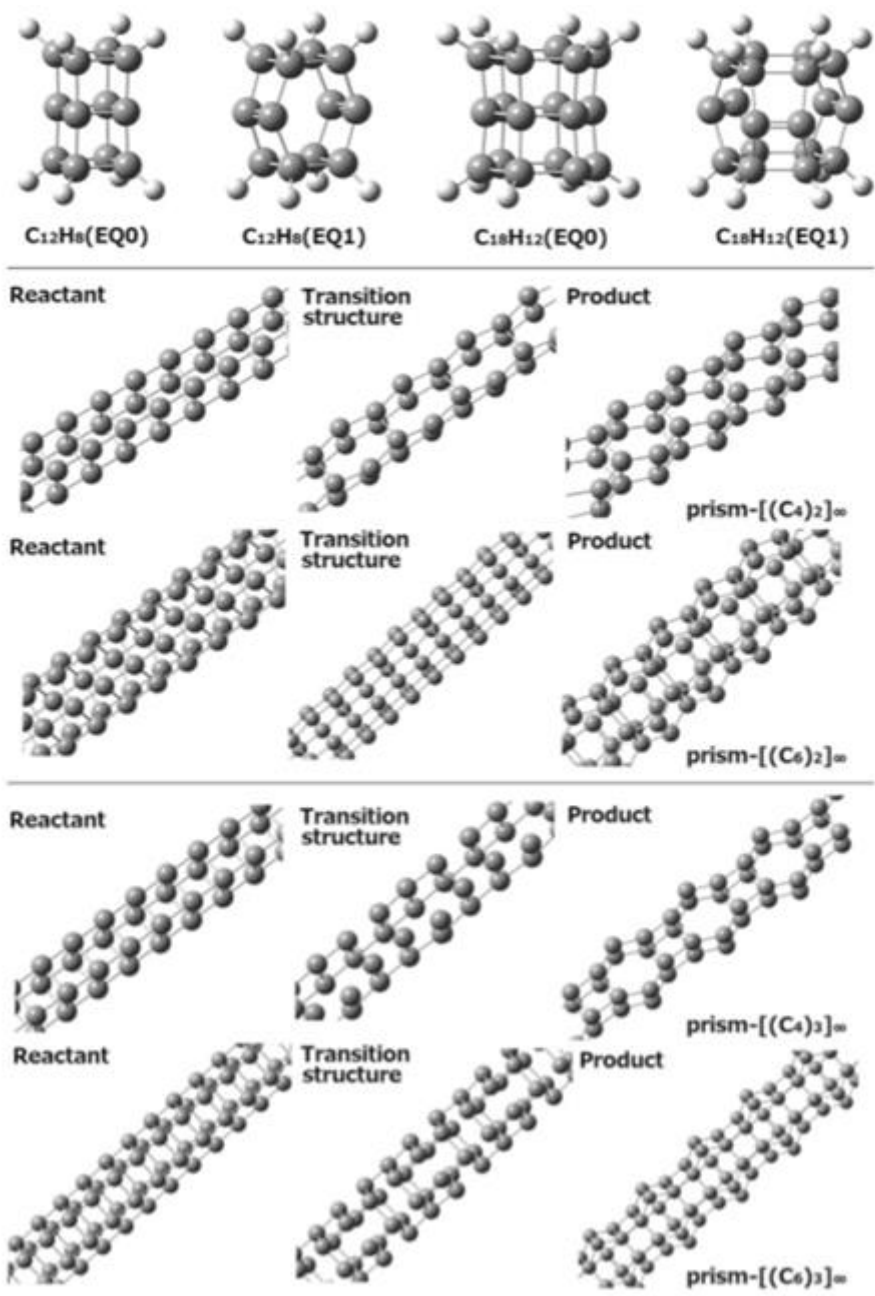 C₁₂H₈(EQ0) C₁₂H₈(EQ1) C₁₈H₁₂(EQ0) C₁₈H₁₂(EQ1)
Reactant
Transition
structure
Product
prism-[(C₄)₂]∞
Reactant
Transition
structure
Product
prism-[(C₆)₂]∞
Reactant
Transition
structure
Product
prism-[(C₄)₃]∞
Reactant
Transition
structure
Product
prism-[(C₆)₃]∞